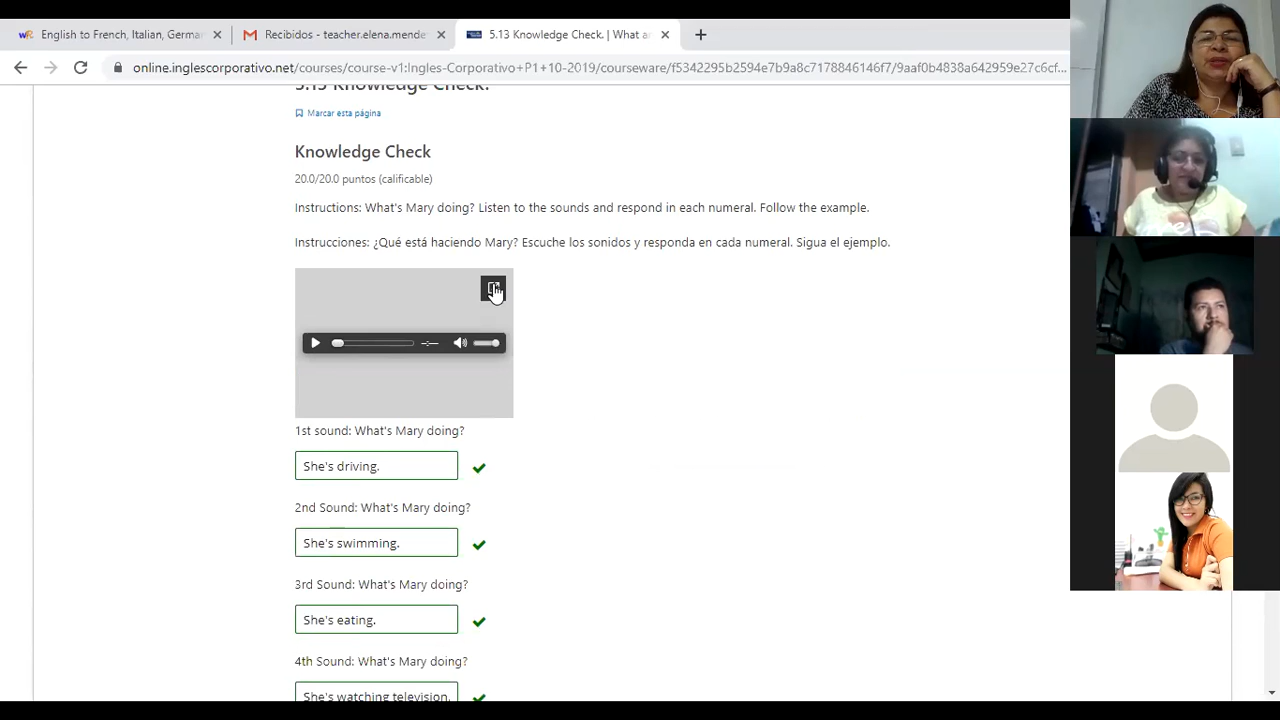 English to French, Italian, Germa
Recibidos - teacher.elena.mende
5.13 Knowledge Check. | What a
online.inglescorporativo.net/courses/course-v1:Ingles-Corporativo+P1+10-2019/courseware/f5342295b2594e7b9a8c7178846146f7/9aaf0b4838a642959e27c6cf...
5.13 Knowledge Check.
Marcar esta página
Knowledge Check
20.0/20.0 puntos (calificable)
Instructions: What's Mary doing? Listen to the sounds and respond in each numeral. Follow the example.
Instrucciones: ¿Qué está haciendo Mary? Escuche los sonidos y responda en cada numeral. Siga el ejemplo.
-:--
1st sound: What's Mary doing?
She's driving.
2nd Sound: What's Mary doing?
She's swimming.
3rd Sound: What's Mary doing?
She's eating.
4th Sound: What's Mary doing?
She's watching television.